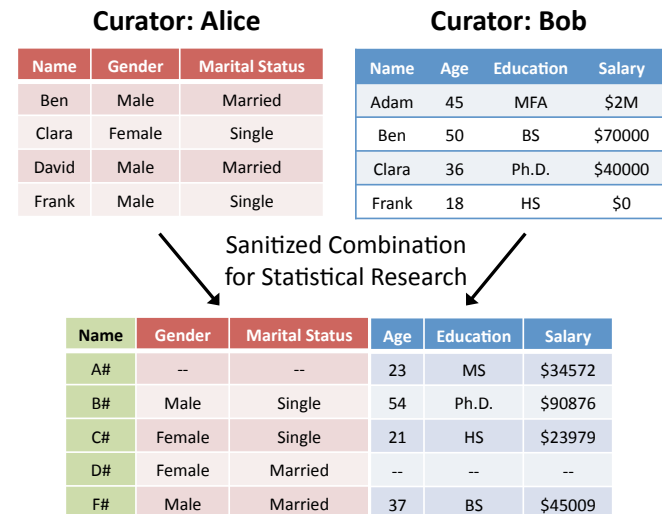 Curator: Alice
Curator: Bob
Name Gender Marital Status
Ben Male Married
Clara Female Single
David Male Married
Frank Male Single
Name Age Education Salary
Adam 45 MFA $2M
Ben 50 BS $70000
Clara 36 Ph.D. $40000
Frank 18 HS $0
Sanitized Combination
for Statistical Research
Name Gender Marital Status Age Education Salary
A# -- -- 23 MS $34572
B# Male Single 54 Ph.D. $90876
C# Female Single 21 HS $23979
D# Female Married -- -- --
F# Male Married 37 BS $45009